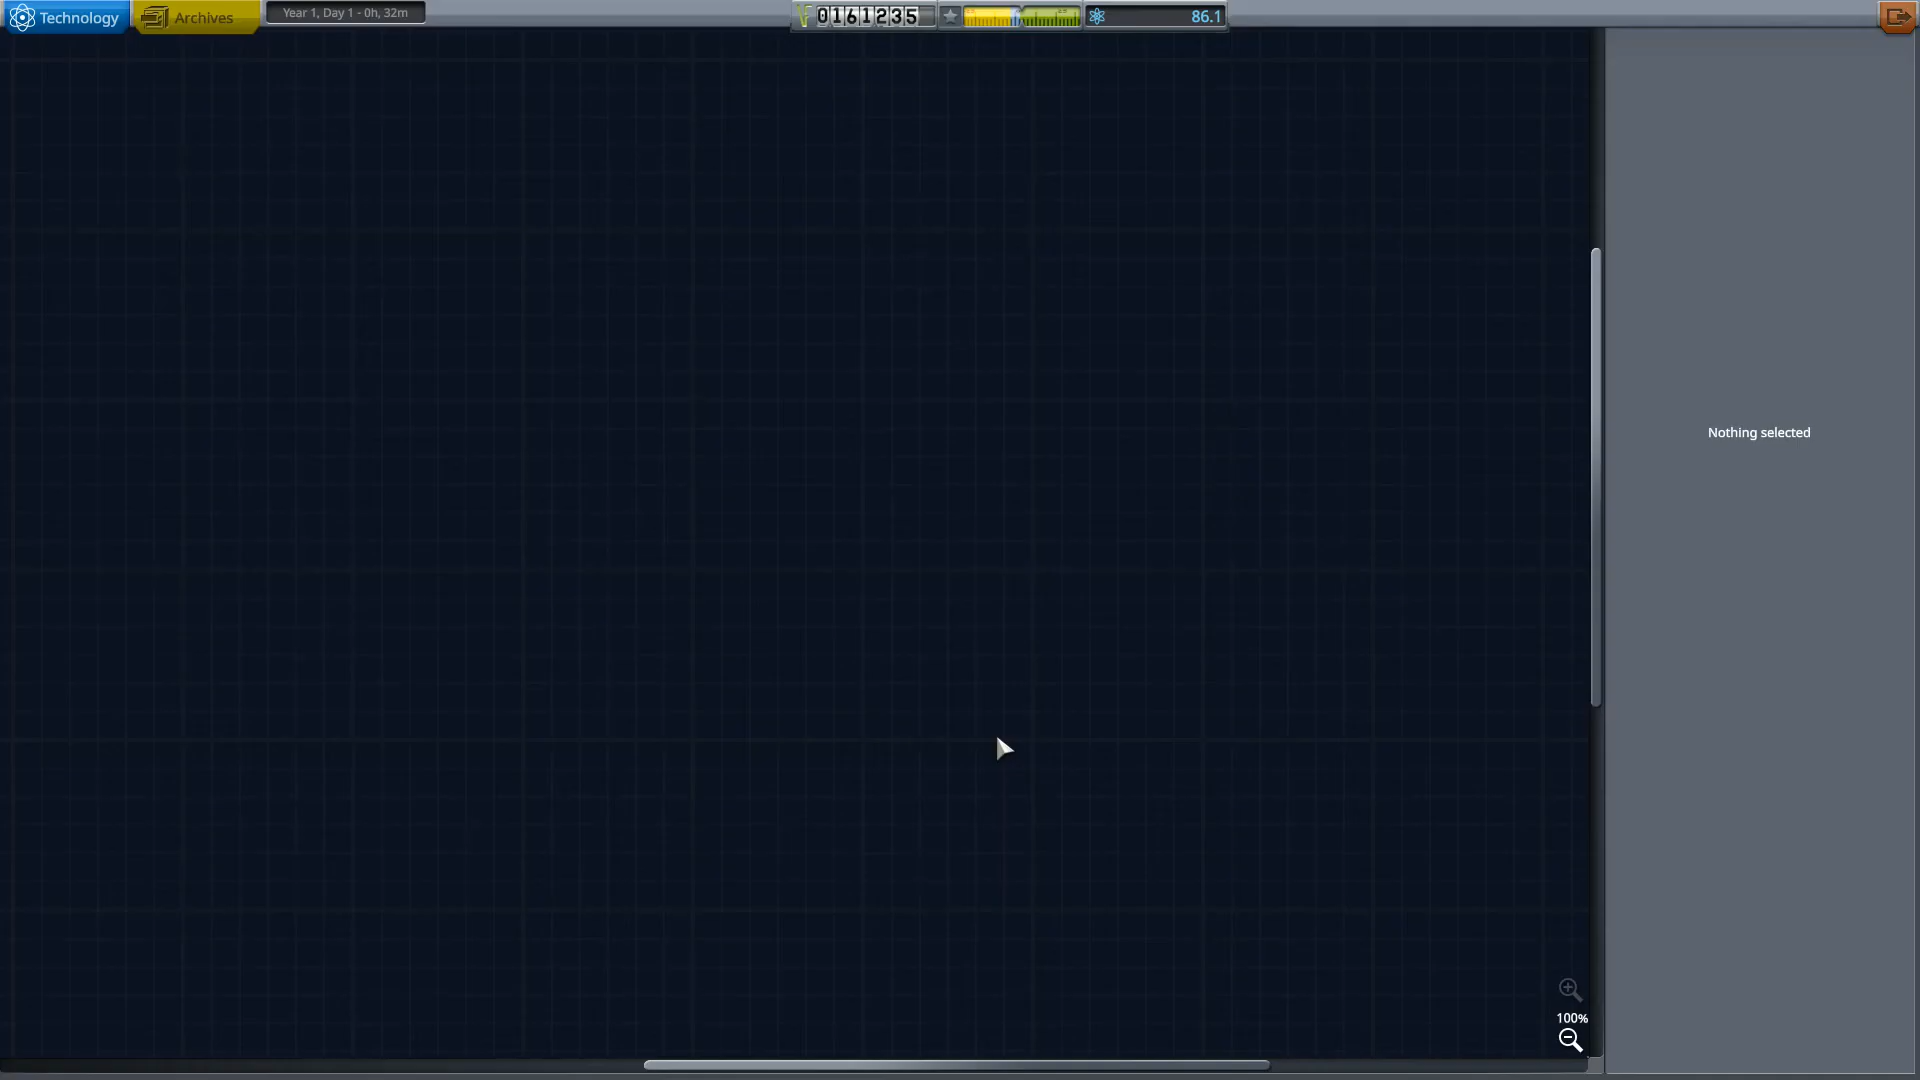 Technology
Archives
Year 1, Day 1 - 0h, 32m
0161235
86.1
Nothing selected
100%